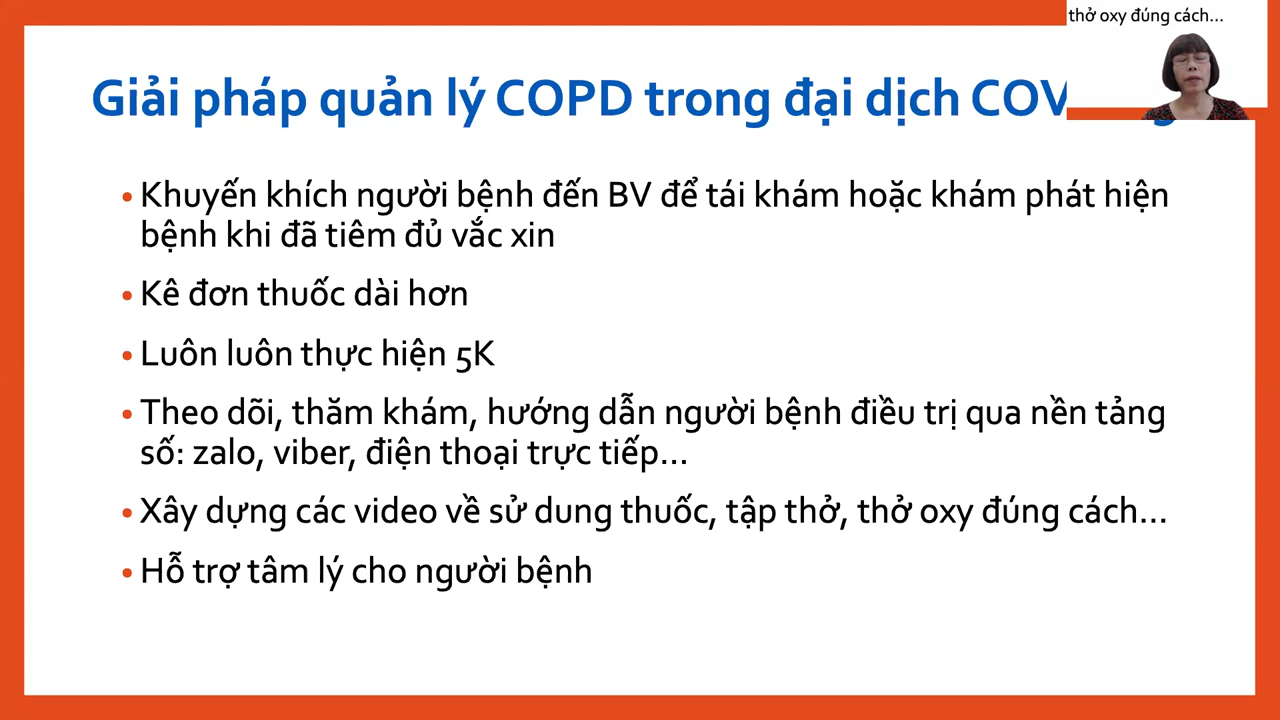 thở oxy đúng cách...
Giải pháp quản lý COPD trong đại dịch COV
Khuyến khích người bệnh đến BV để tái khám hoặc khám phát hiện
bệnh khi đã tiêm đủ vắc xin
Kê đơn thuốc dài hơn
Luôn luôn thực hiện 5K
Theo dõi, thăm khám, hướng dẫn người bệnh điều trị qua nền tảng
số: zalo, viber, điện thoại trực tiếp...
Xây dựng các video về sử dung thuốc, tập thở, thở oxy đúng cách...
Hỗ trợ tâm lý cho người bệnh